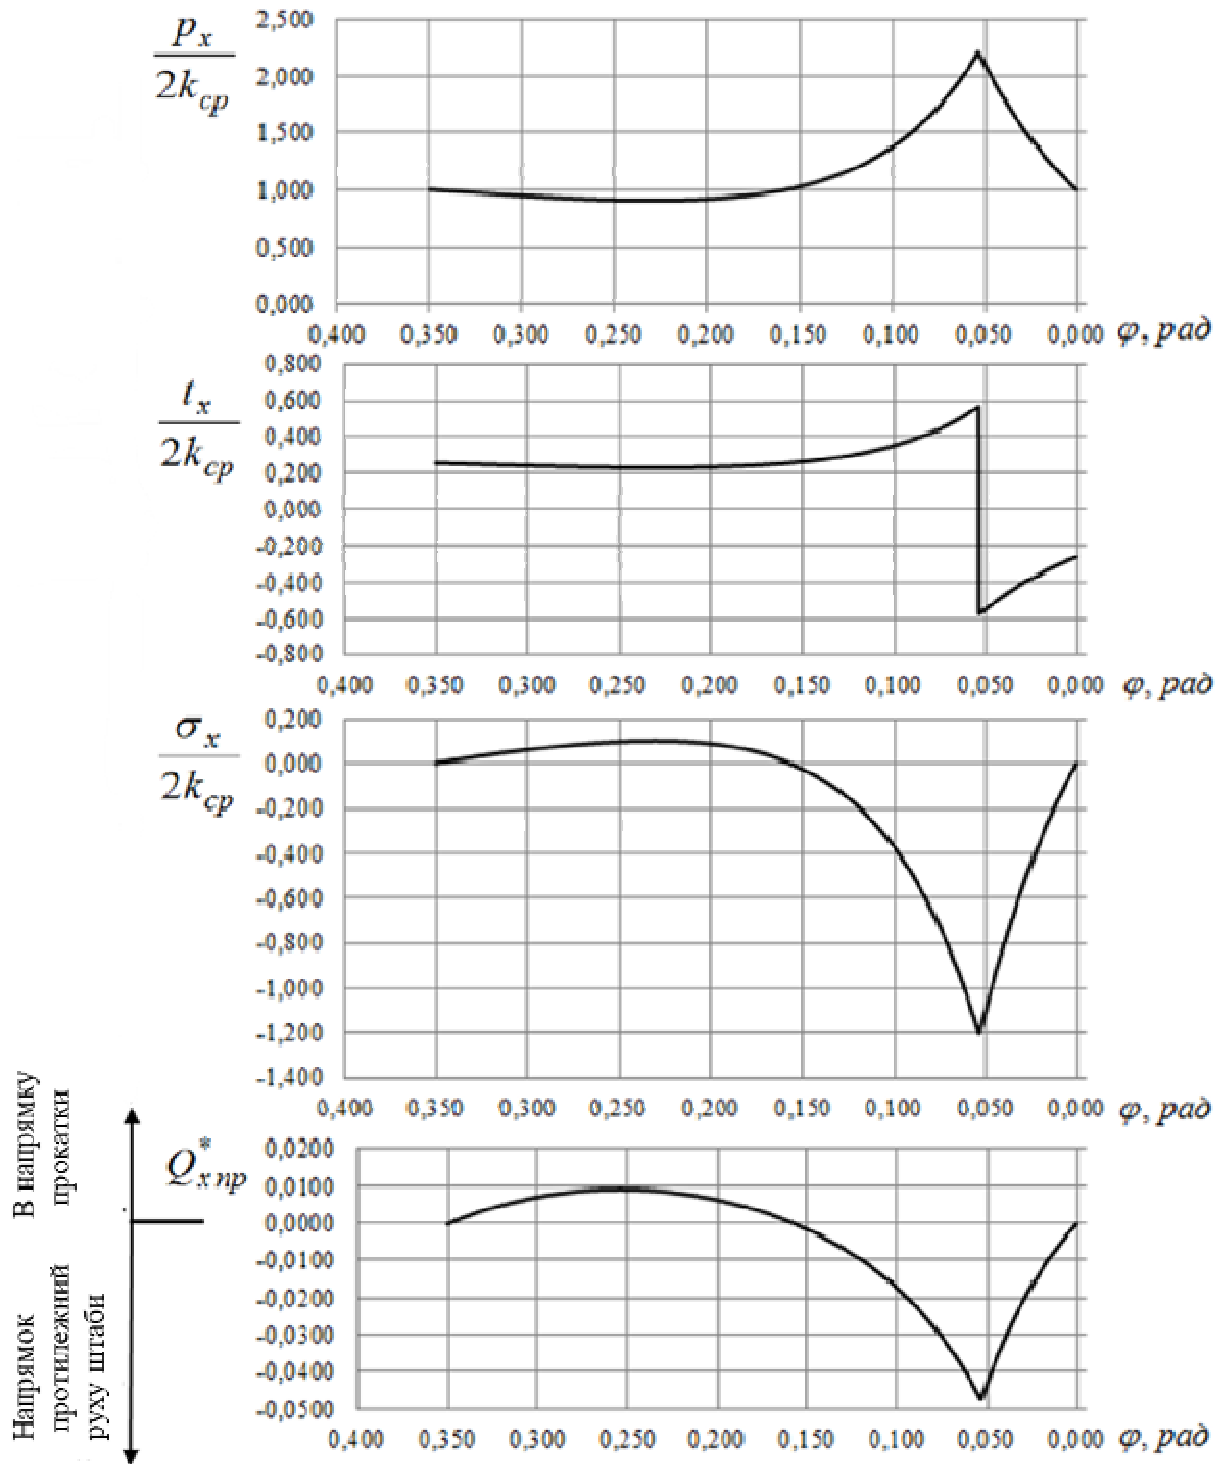 p_x
2k_ср
2,500
2,000
1,500
1,000
0,500
0,000
0,400 0,350 0,300 0,250 0,200 0,150 0,100 0,050 0,000 φ, рад
t_x
2k_ср
0,800
0,600
0,400
0,200
0,000
-0,200
-0,400
-0,600
-0,800
0,400 0,350 0,300 0,250 0,200 0,150 0,100 0,050 0,000 φ, рад
σ_x
2k_ср
0,200
0,000
-0,200
-0,400
-0,600
-0,800
-1,000
-1,200
-1,400
0,400 0,350 0,300 0,250 0,200 0,150 0,100 0,050 0,000 φ, рад
В напрямку
прокатки
Напрямок
протилежний
руху штаби
Q*_x пр
0,0200
0,0100
0,0000
-0,0100
-0,0200
-0,0300
-0,0400
-0,0500
0,400 0,350 0,300 0,250 0,200 0,150 0,100 0,050 0,000 φ, рад